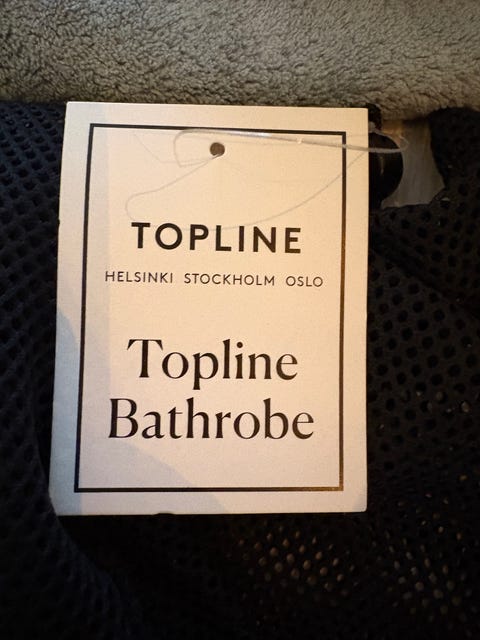 TOPLINE
HELSINKI STOCKHOLM OSLO
Topline
Bathrobe